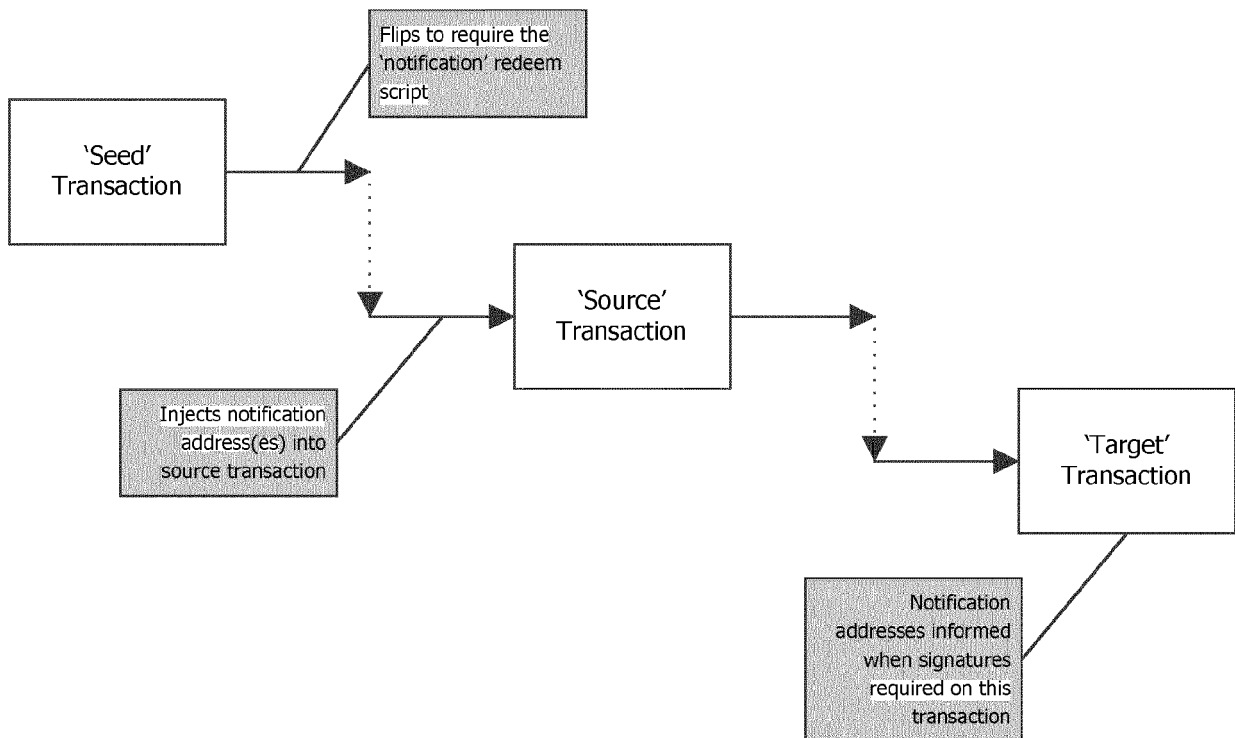 Flips to require the
‘notification’ redeem
script
‘Seed’
Transaction
‘Source’
Transaction
Injects notification
address(es) into
source transaction
‘Target’
Transaction
Notification
addresses informed
when signatures
required on this
transaction